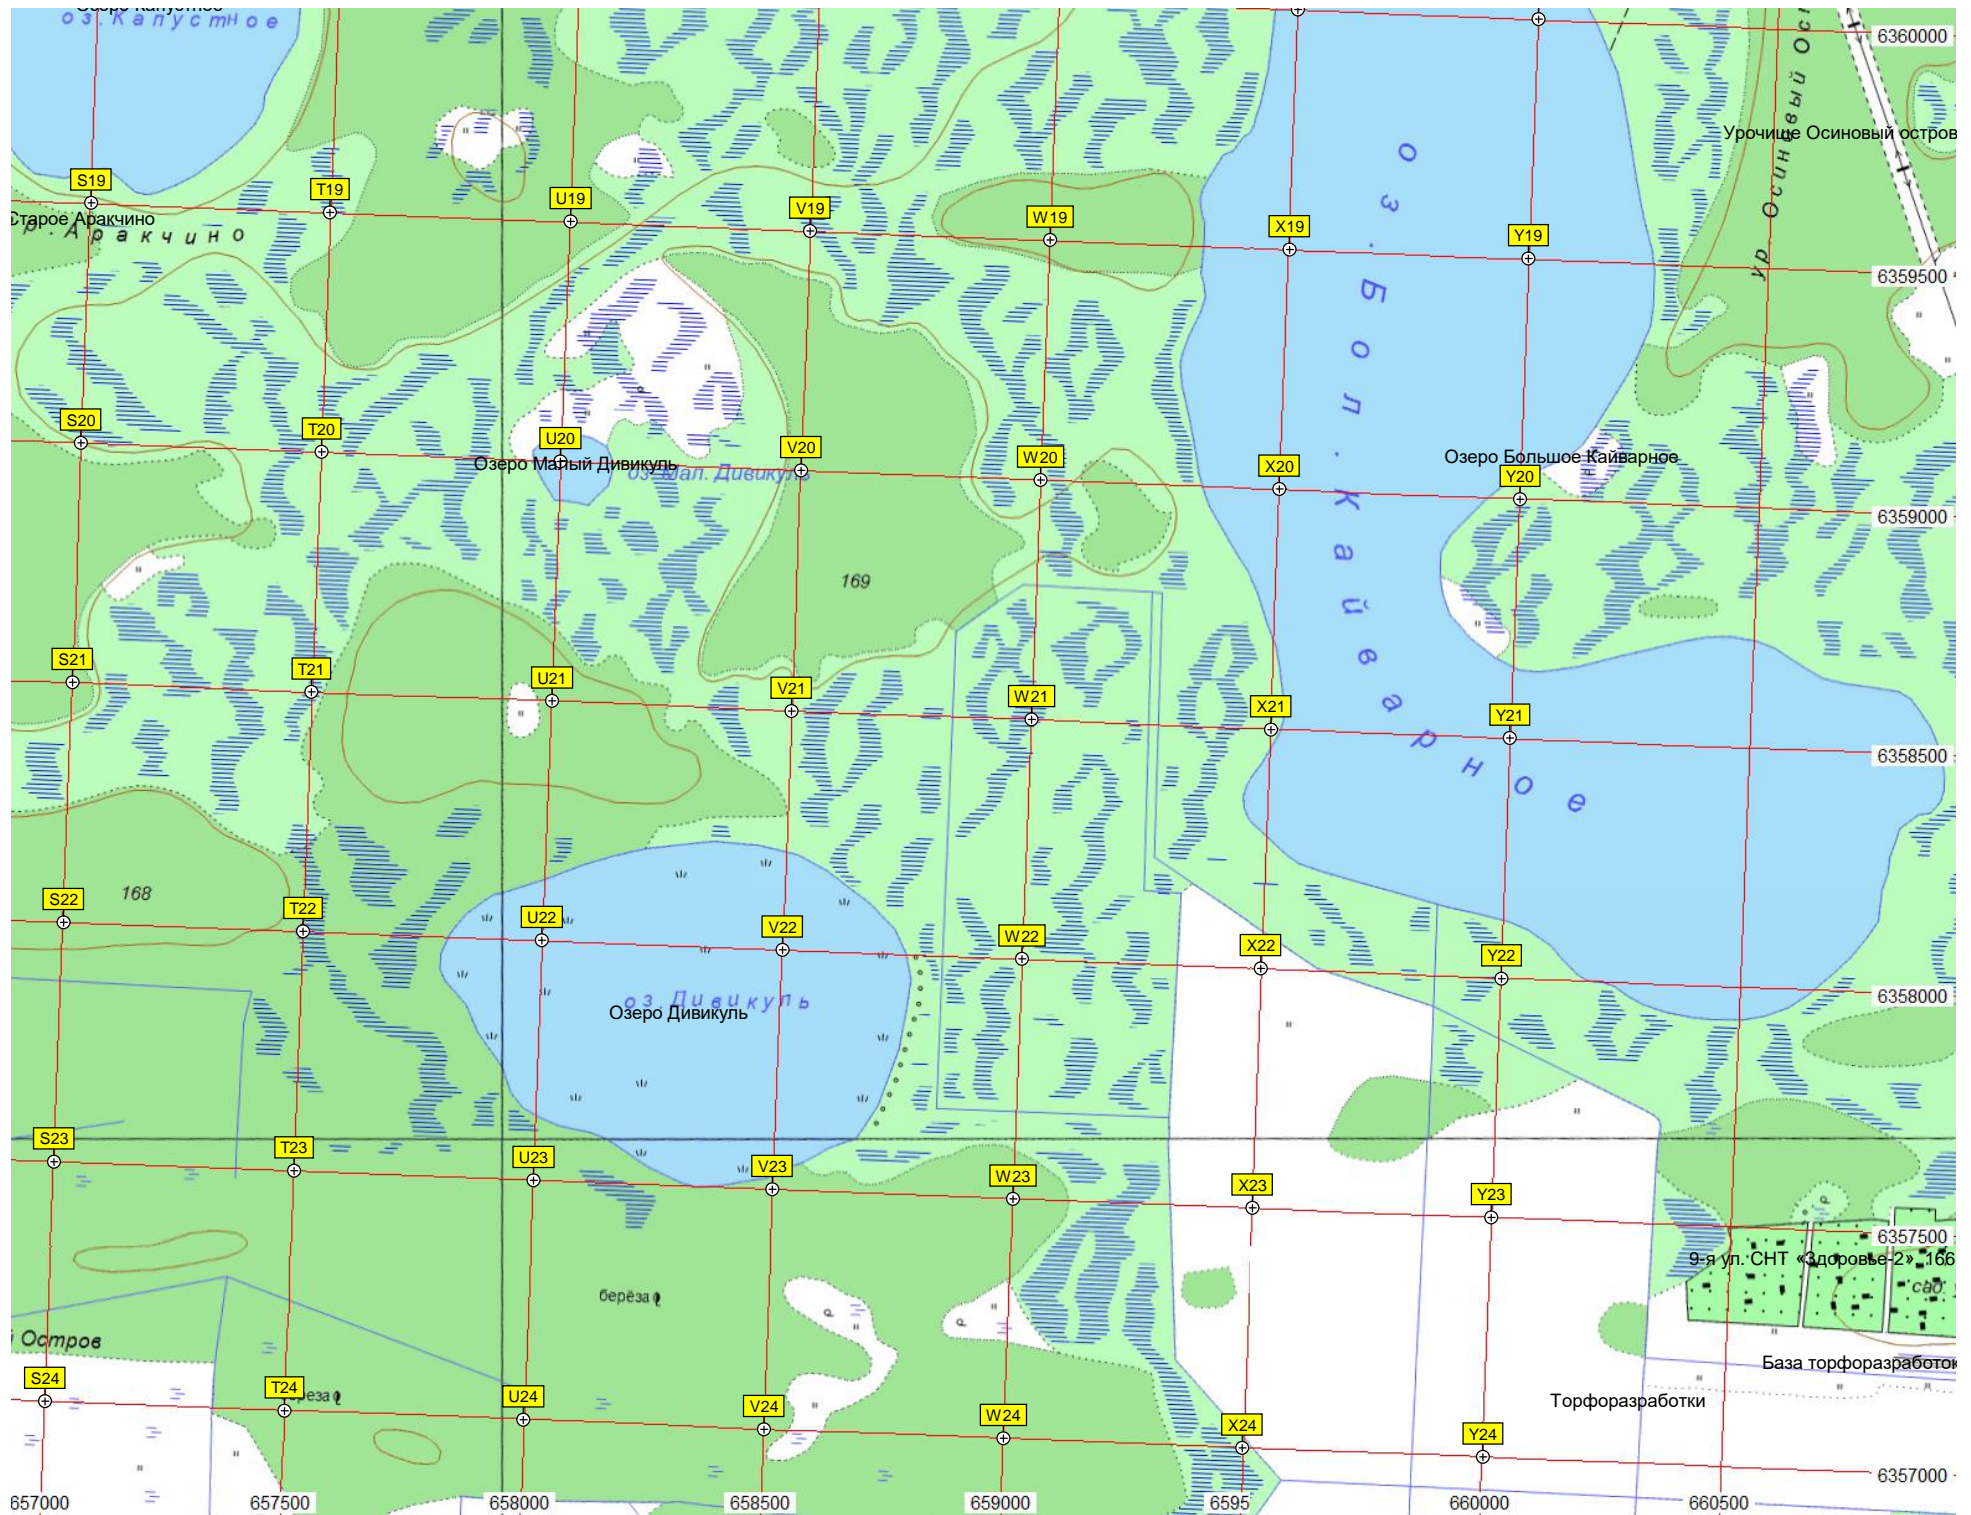 оз. Капустное
6360000
Урочище Осиновый остров
S19
T19
U19
V19
W19
X19
Y19
Старое Аракчино
р. Аракчино
ур. Осиновый Ос
6359500
оз. Бол. Кайварное
S20
T20
U20
V20
W20
X20
Y20
Озеро Малый Дивикуль
оз. Мал. Дивикуль
Озеро Большое Кайварное
6359000
169
S21
T21
U21
V21
W21
X21
Y21
6358500
168
S22
T22
U22
V22
W22
X22
Y22
оз. Дивикуль
Озеро Дивикуль
6358000
S23
T23
U23
V23
W23
X23
Y23
6357500
9-я ул. СНТ «Здоровье-2», 166
сад.
берёза
й Остров
База торфоразработок
S24
T24
U24
V24
W24
X24
Y24
Торфоразработки
6357000
657000
657500
658000
658500
659000
6595
660000
660500